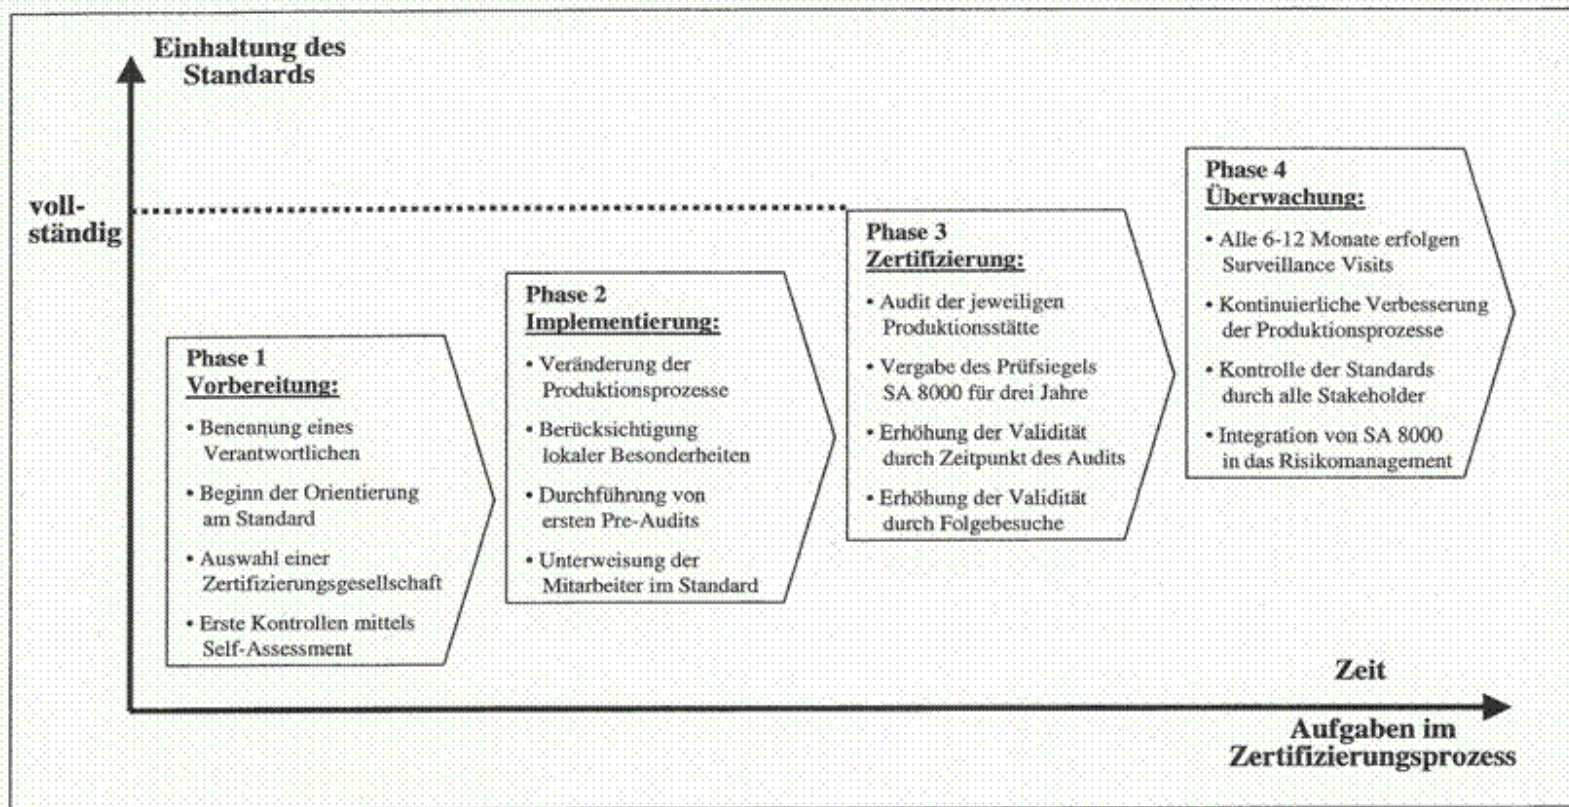 Einhaltung des
Standards
voll-
ständig
Phase 1
Vorbereitung:
• Benennung eines
Verantwortlichen
• Beginn der Orientierung
am Standard
• Auswahl einer
Zertifizierungsgesellschaft
• Erste Kontrollen mittels
Self-Assessment
Phase 2
Implementierung:
• Veränderung der
Produktionsprozesse
• Berücksichtigung
lokaler Besonderheiten
• Durchführung von
ersten Pre-Audits
• Unterweisung der
Mitarbeiter im Standard
Phase 3
Zertifizierung:
• Audit der jeweiligen
Produktionsstätte
• Vergabe des Prüfsiegels
SA 8000 für drei Jahre
• Erhöhung der Validität
durch Zeitpunkt des Audits
• Erhöhung der Validität
durch Folgebesuche
Phase 4
Überwachung:
• Alle 6-12 Monate erfolgen
Surveillance Visits
• Kontinuierliche Verbesserung
der Produktionsprozesse
• Kontrolle der Standards
durch alle Stakeholder
• Integration von SA 8000
in das Risikomanagement
Zeit
Aufgaben im
Zertifizierungsprozess